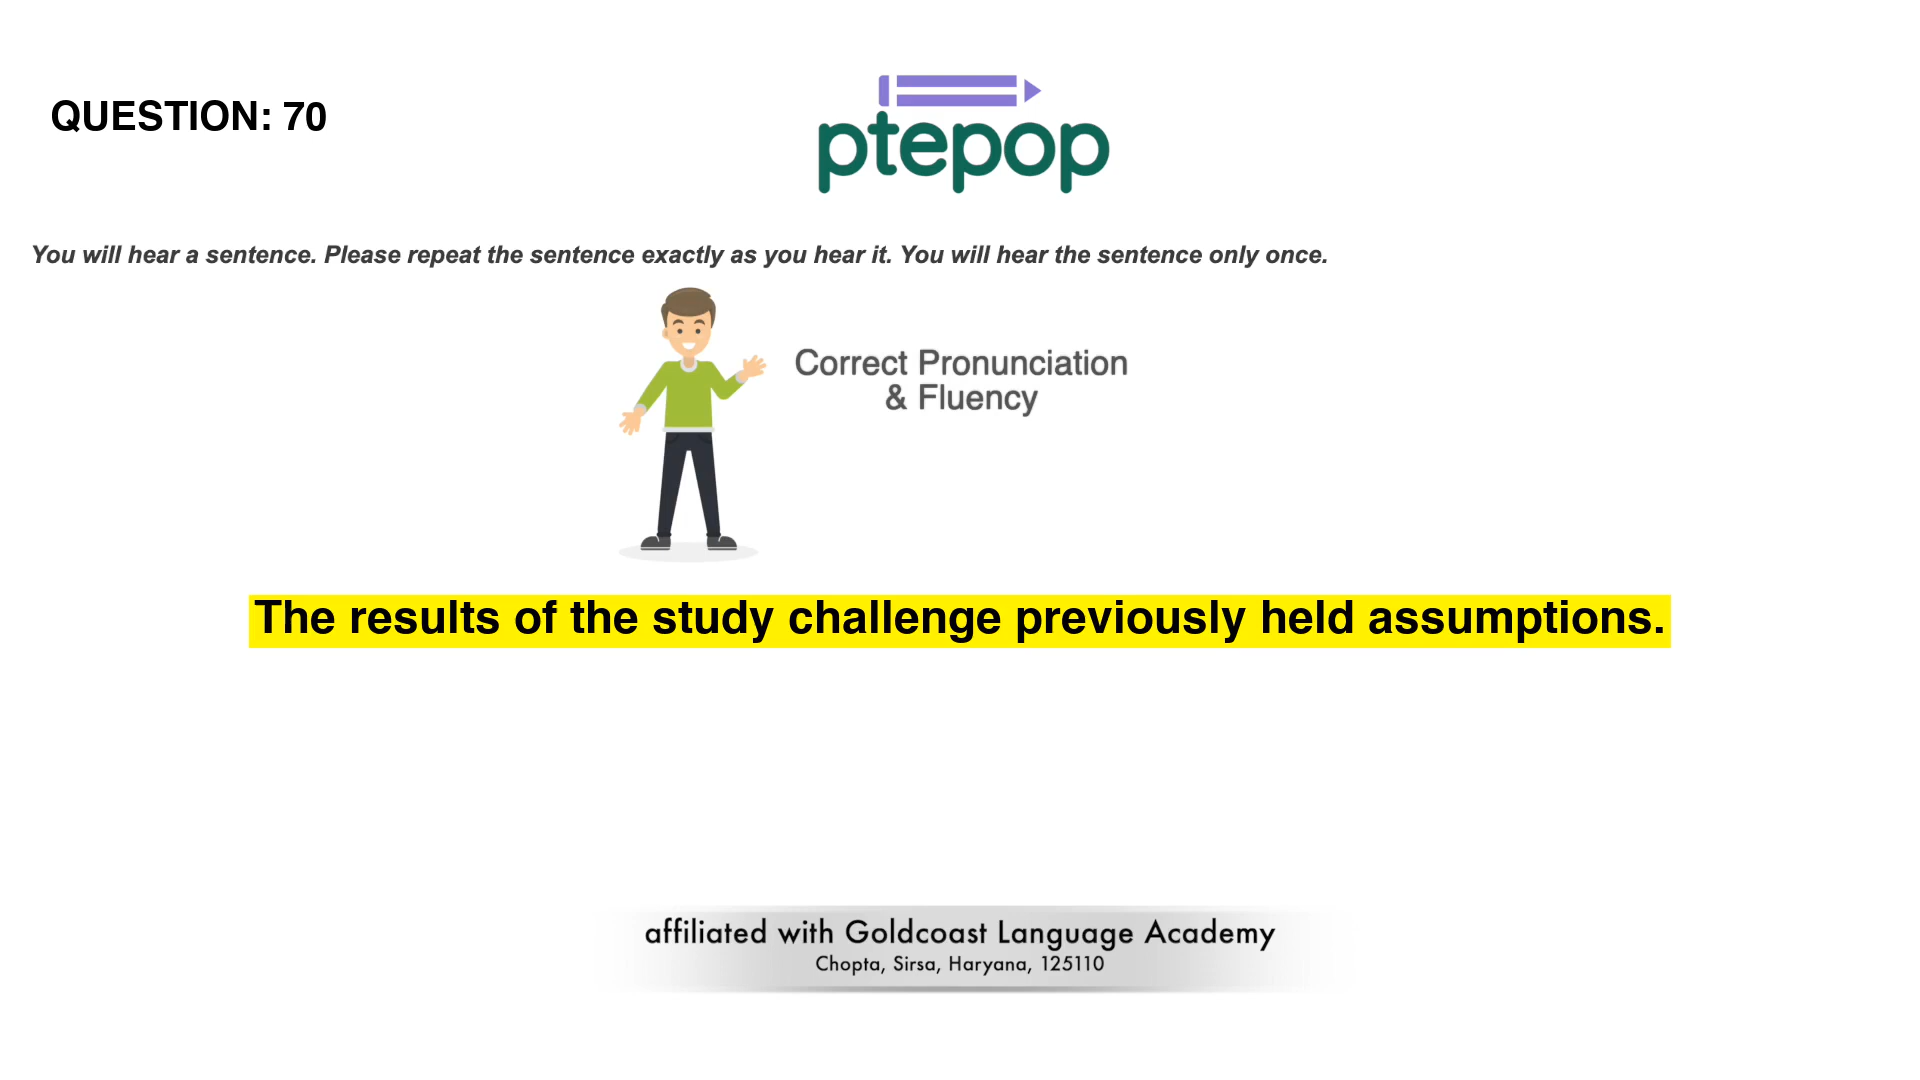 QUESTION: 70
ptepop
You will hear a sentence. Please repeat the sentence exactly as you hear it. You will hear the sentence only once.
Correct Pronunciation
& Fluency
The results of the study challenge previously held assumptions.
affiliated with Goldcoast Language Academy
Chopta, Sirsa, Haryana, 125110